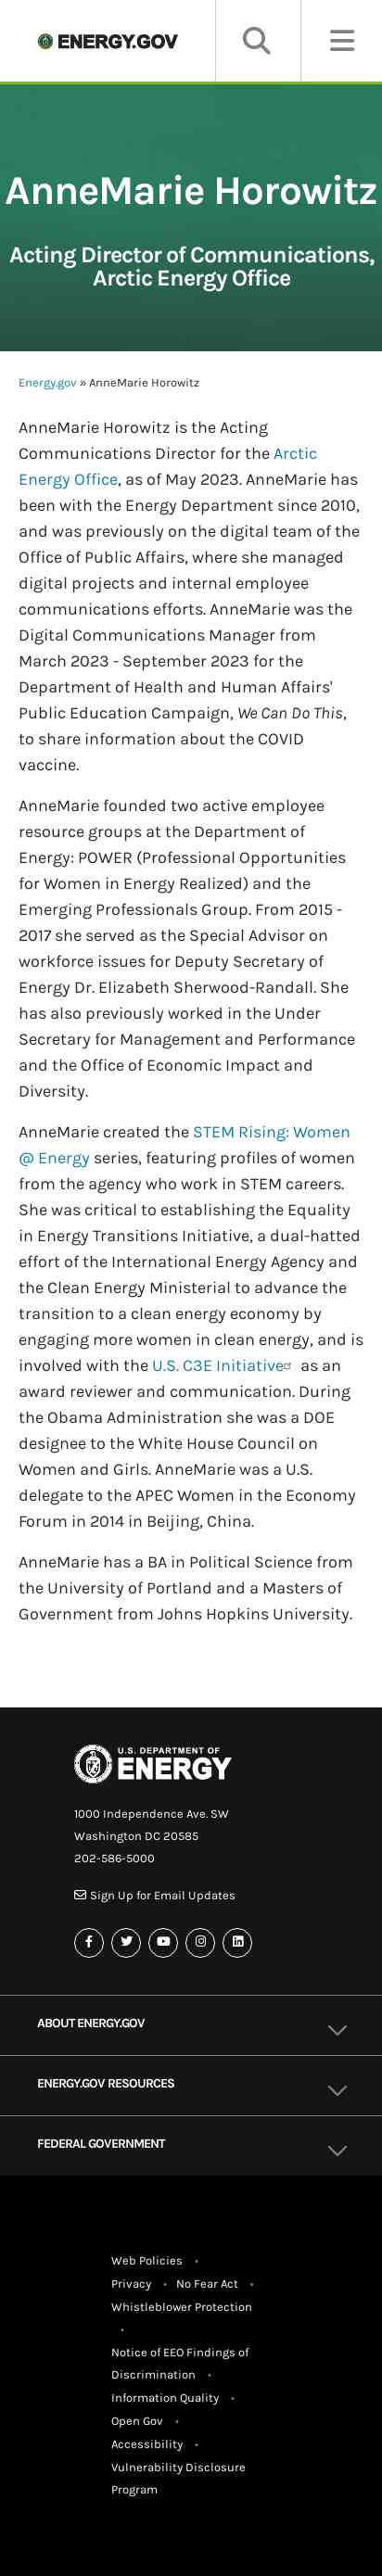 ENERGY.GOV
AnneMarie Horowitz
Acting Director of Communications,
Arctic Energy Office
Energy.gov » AnneMarie Horowitz
AnneMarie Horowitz is the Acting
Communications Director for the Arctic
Energy Office, as of May 2023. AnneMarie has
been with the Energy Department since 2010,
and was previously on the digital team of the
Office of Public Affairs, where she managed
digital projects and internal employee
communications efforts. AnneMarie was the
Digital Communications Manager from
March 2023 - September 2023 for the
Department of Health and Human Affairs'
Public Education Campaign, We Can Do This,
to share information about the COVID
vaccine.
AnneMarie founded two active employee
resource groups at the Department of
Energy: POWER (Professional Opportunities
for Women in Energy Realized) and the
Emerging Professionals Group. From 2015 -
2017 she served as the Special Advisor on
workforce issues for Deputy Secretary of
Energy Dr. Elizabeth Sherwood-Randall. She
has also previously worked in the Under
Secretary for Management and Performance
and the Office of Economic Impact and
Diversity.
AnneMarie created the STEM Rising: Women
@ Energy series, featuring profiles of women
from the agency who work in STEM careers.
She was critical to establishing the Equality
in Energy Transitions Initiative, a dual-hatted
effort of the International Energy Agency and
the Clean Energy Ministerial to advance the
transition to a clean energy economy by
engaging more women in clean energy, and is
involved with the U.S. C3E Initiative as an
award reviewer and communication. During
the Obama Administration she was a DOE
designee to the White House Council on
Women and Girls. AnneMarie was a U.S.
delegate to the APEC Women in the Economy
Forum in 2014 in Beijing, China.
AnneMarie has a BA in Political Science from
the University of Portland and a Masters of
Government from Johns Hopkins University.
U.S. DEPARTMENT OF
ENERGY
1000 Independence Ave. SW
Washington DC 20585
202-586-5000
Sign Up for Email Updates
ABOUT ENERGY.GOV
ENERGY.GOV RESOURCES
FEDERAL GOVERNMENT
Web Policies •
Privacy • No Fear Act •
Whistleblower Protection
•
Notice of EEO Findings of
Discrimination •
Information Quality •
Open Gov •
Accessibility •
Vulnerability Disclosure
Program